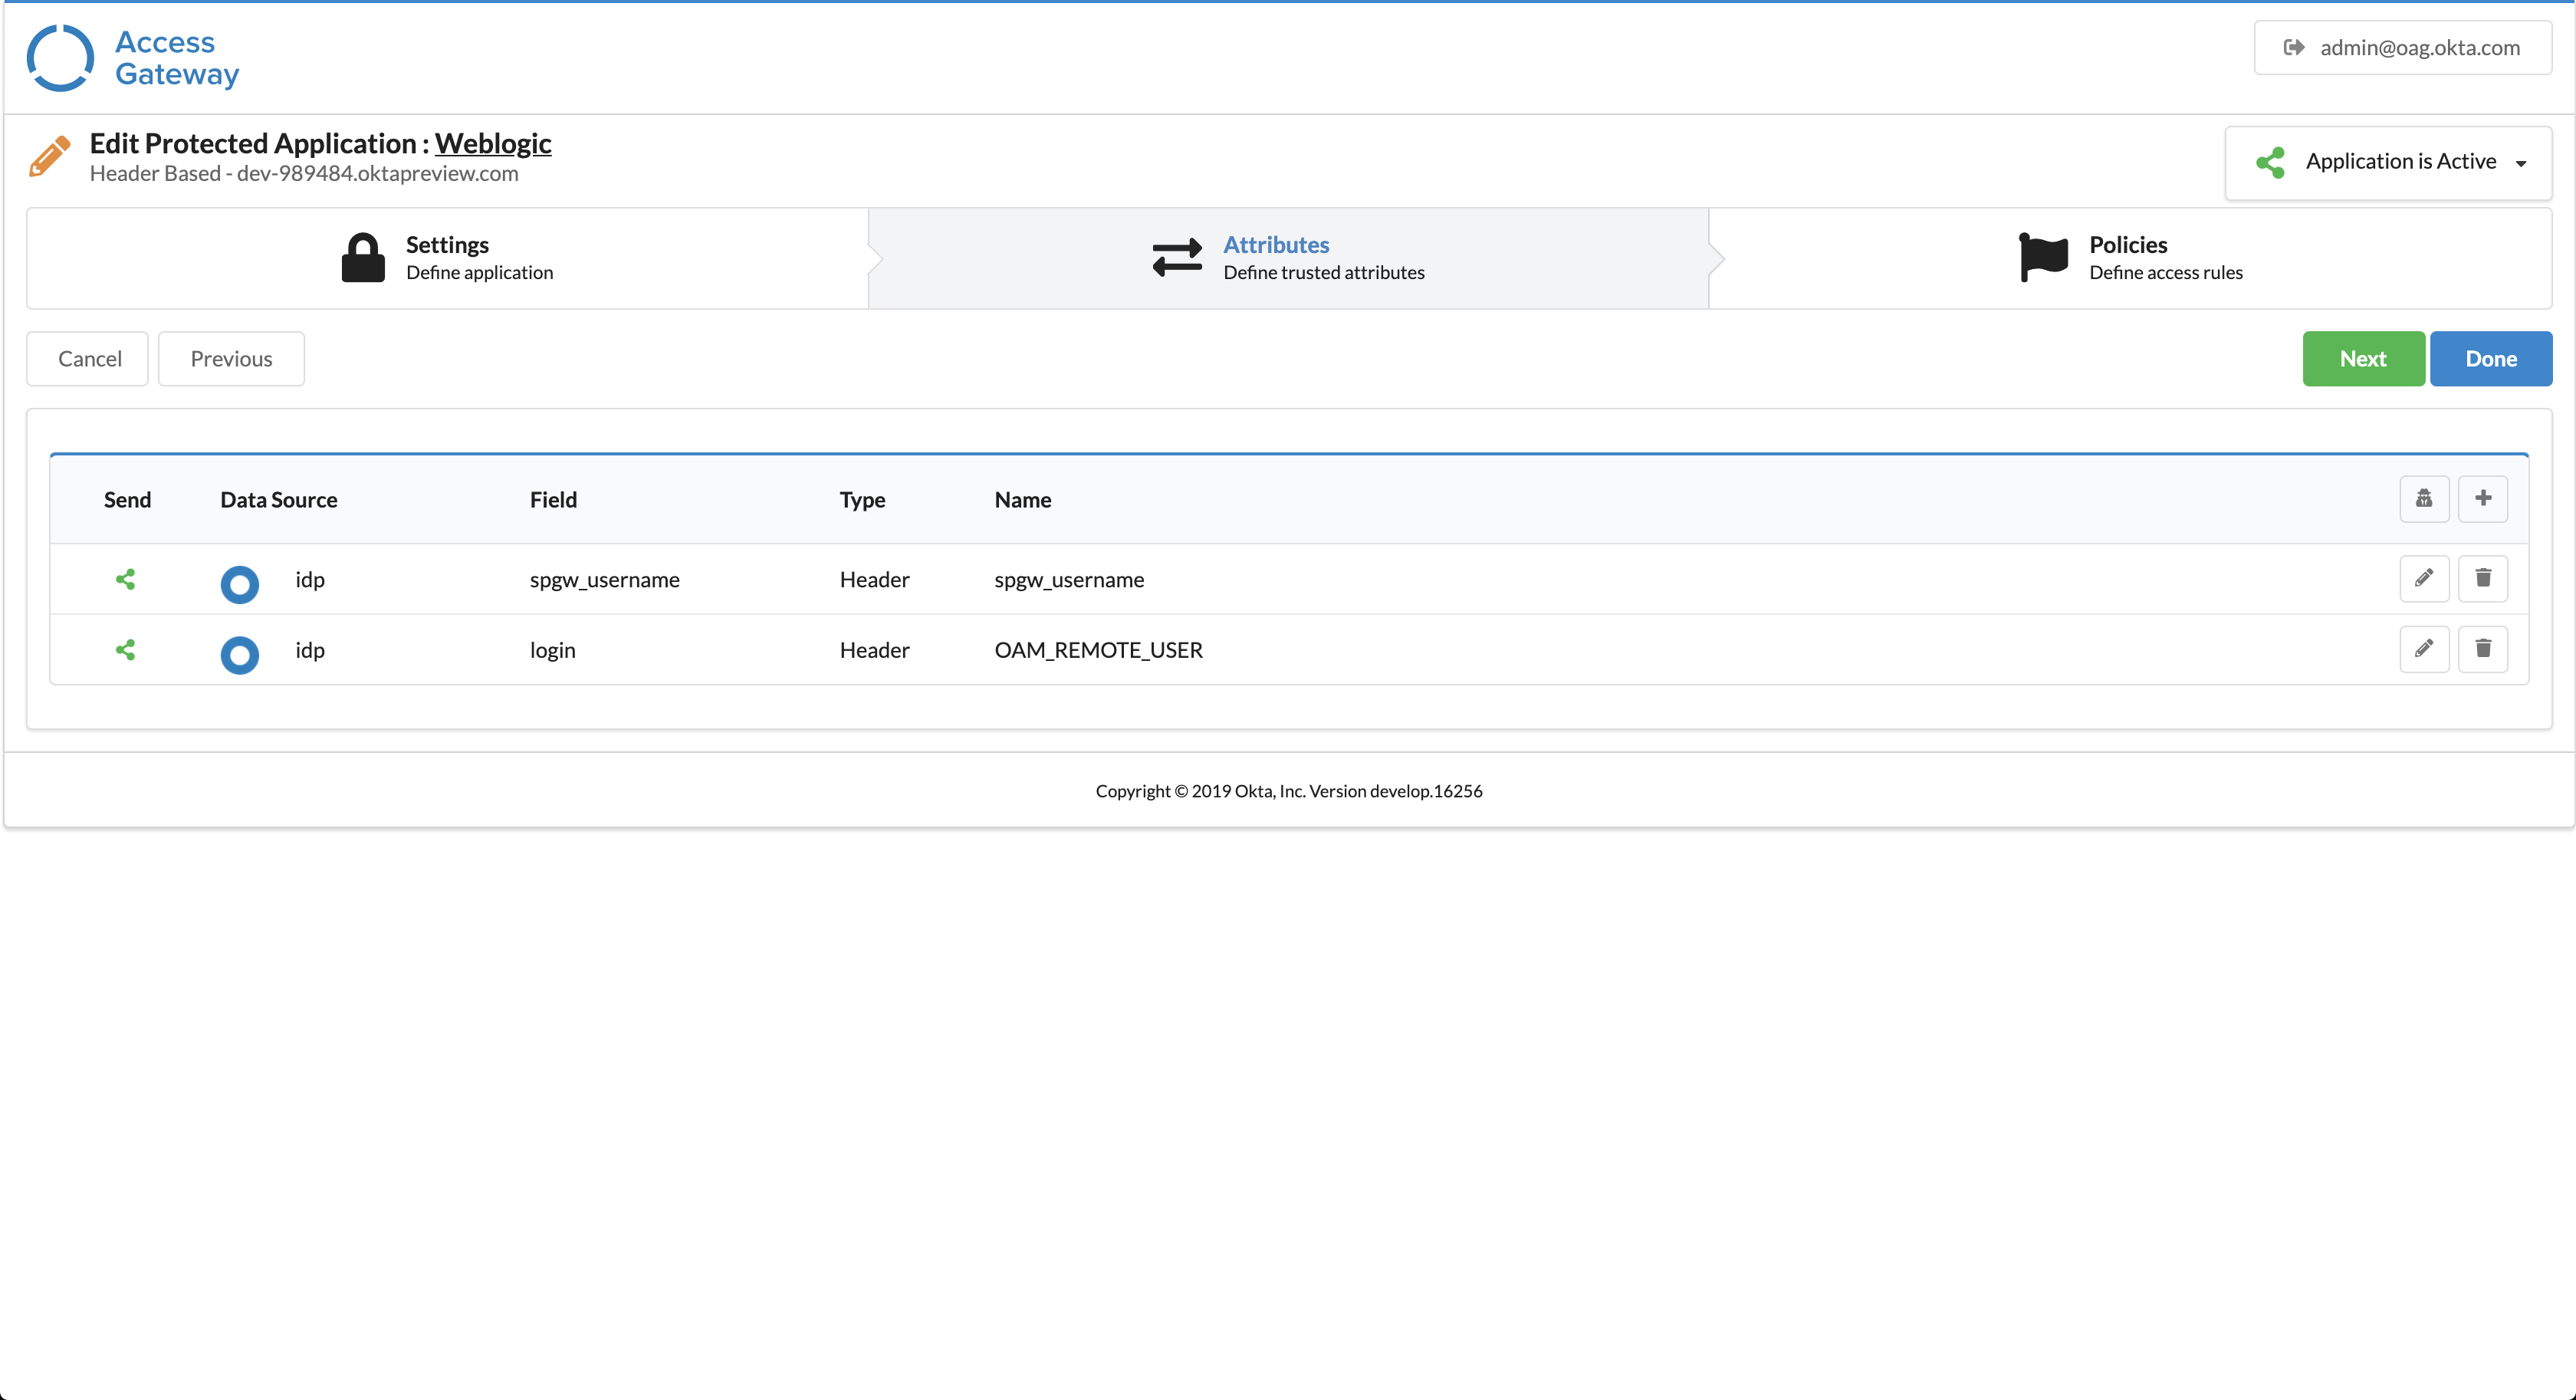 Access
Gateway
admin@oag.okta.com
Edit Protected Application : Weblogic
Header Based - dev-989484.oktapreview.com
Application is Active
Settings
Define application
Attributes
Define trusted attributes
Policies
Define access rules
Cancel
Previous
Next
Done
Send Data Source Field Type Name
idp spgw_username Header spgw_username
idp login Header OAM_REMOTE_USER
Copyright © 2019 Okta, Inc. Version develop.16256